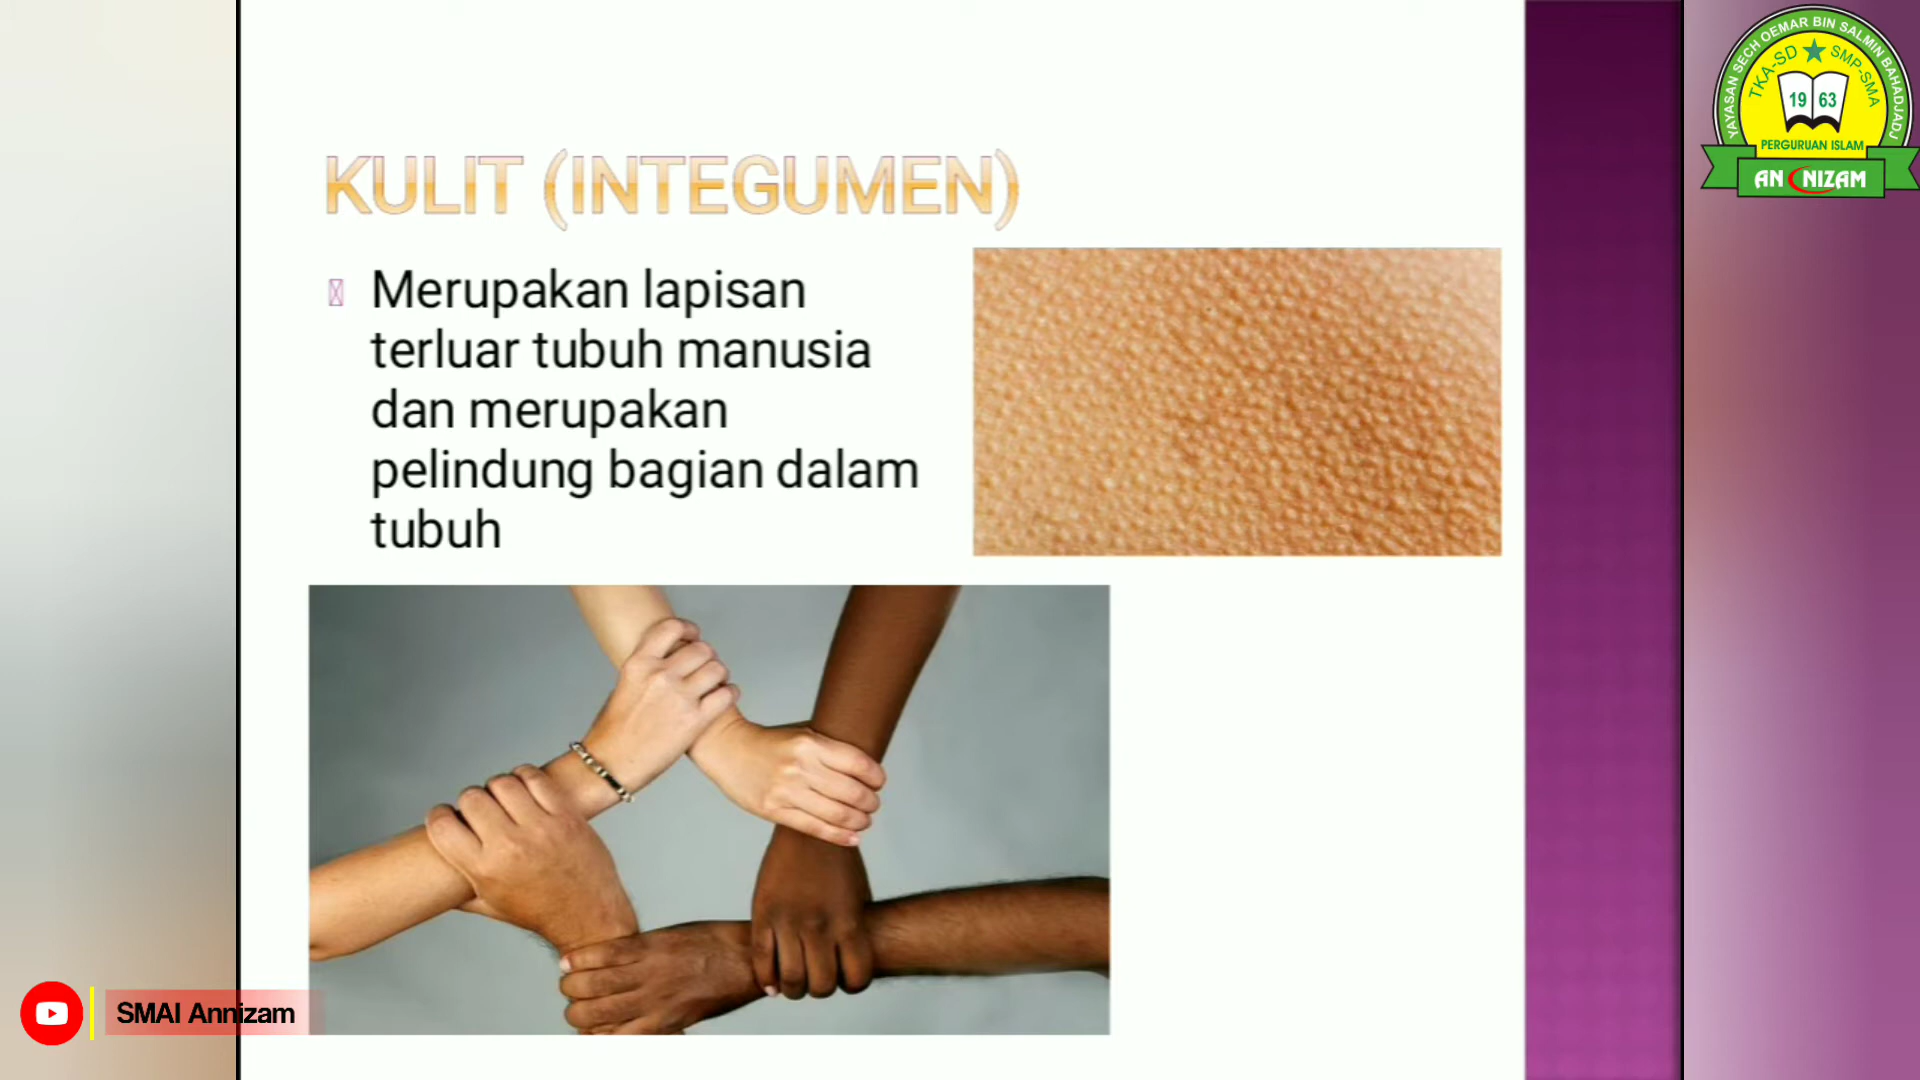 KULIT (INTEGUMEN)
Merupakan lapisan
terluar tubuh manusia
dan merupakan
pelindung bagian dalam
tubuh
YAYASAN SECH OEMAR BIN SALMIN BAHADJADJ
TKA-SD SMP-SMA
19 63
PERGURUAN ISLAM
AN NIZAM
SMAI Annizam